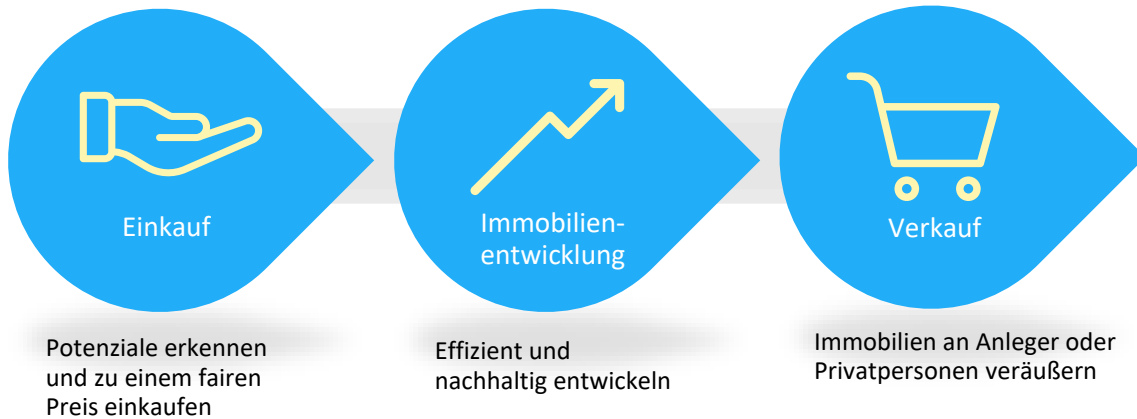 Einkauf
Potenziale erkennen
und zu einem fairen
Preis einkaufen
Immobilien-
entwicklung
Effizient und
nachhaltig entwickeln
Verkauf
Immobilien an Anleger oder
Privatpersonen veräußern